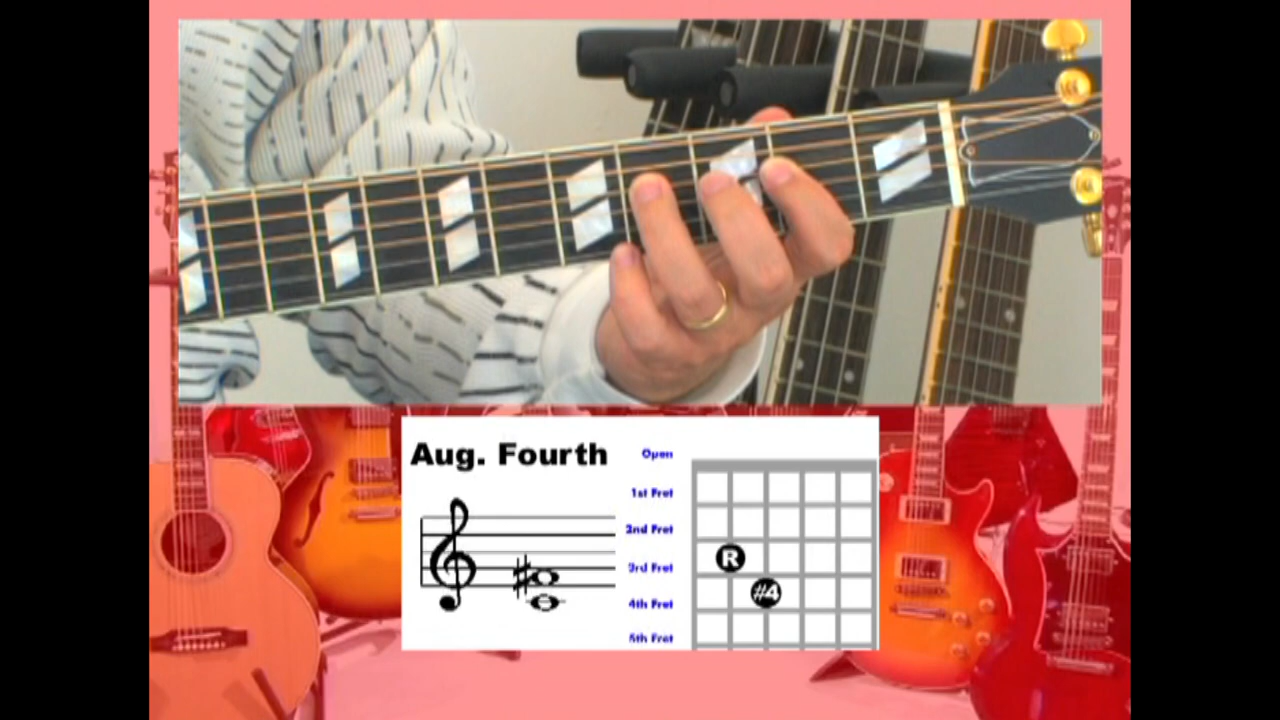 Aug. Fourth
Open
1st Fret
2nd Fret
R
3rd Fret
#4
4th Fret
5th Fret